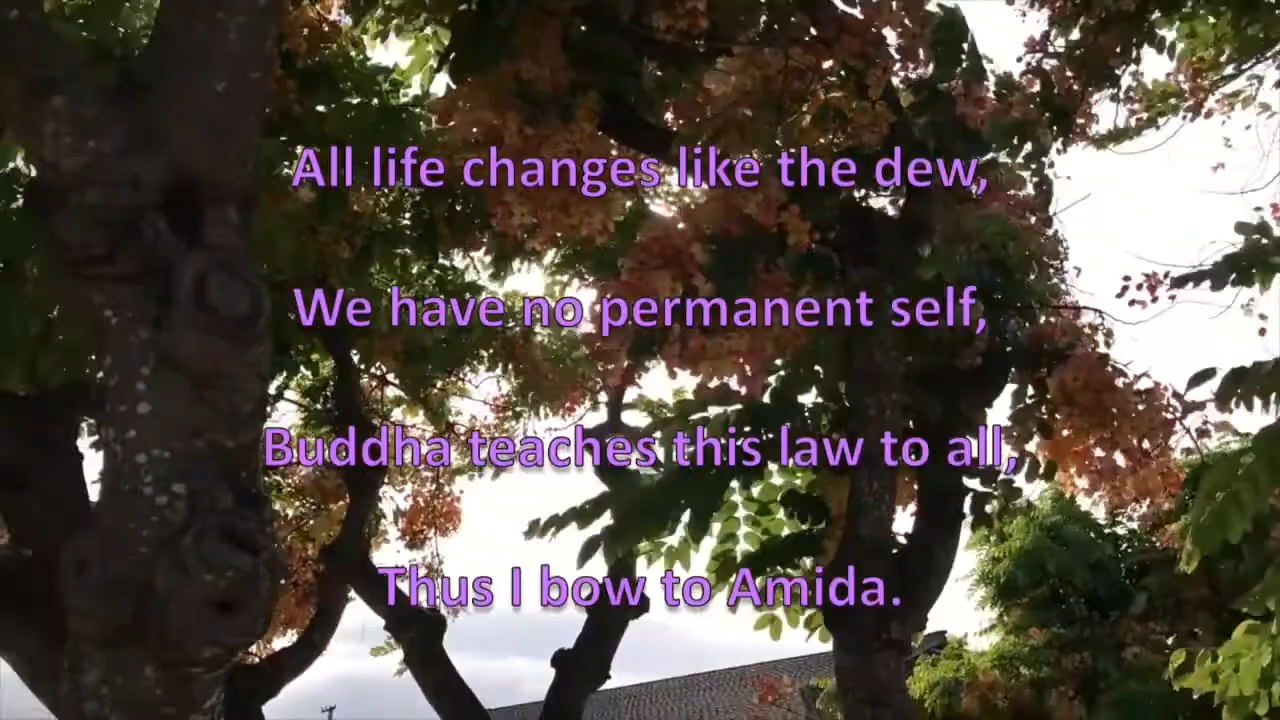 All life changes like the dew,
We have no permanent self,
Buddha teaches this law to all,
Thus I bow to Amida.